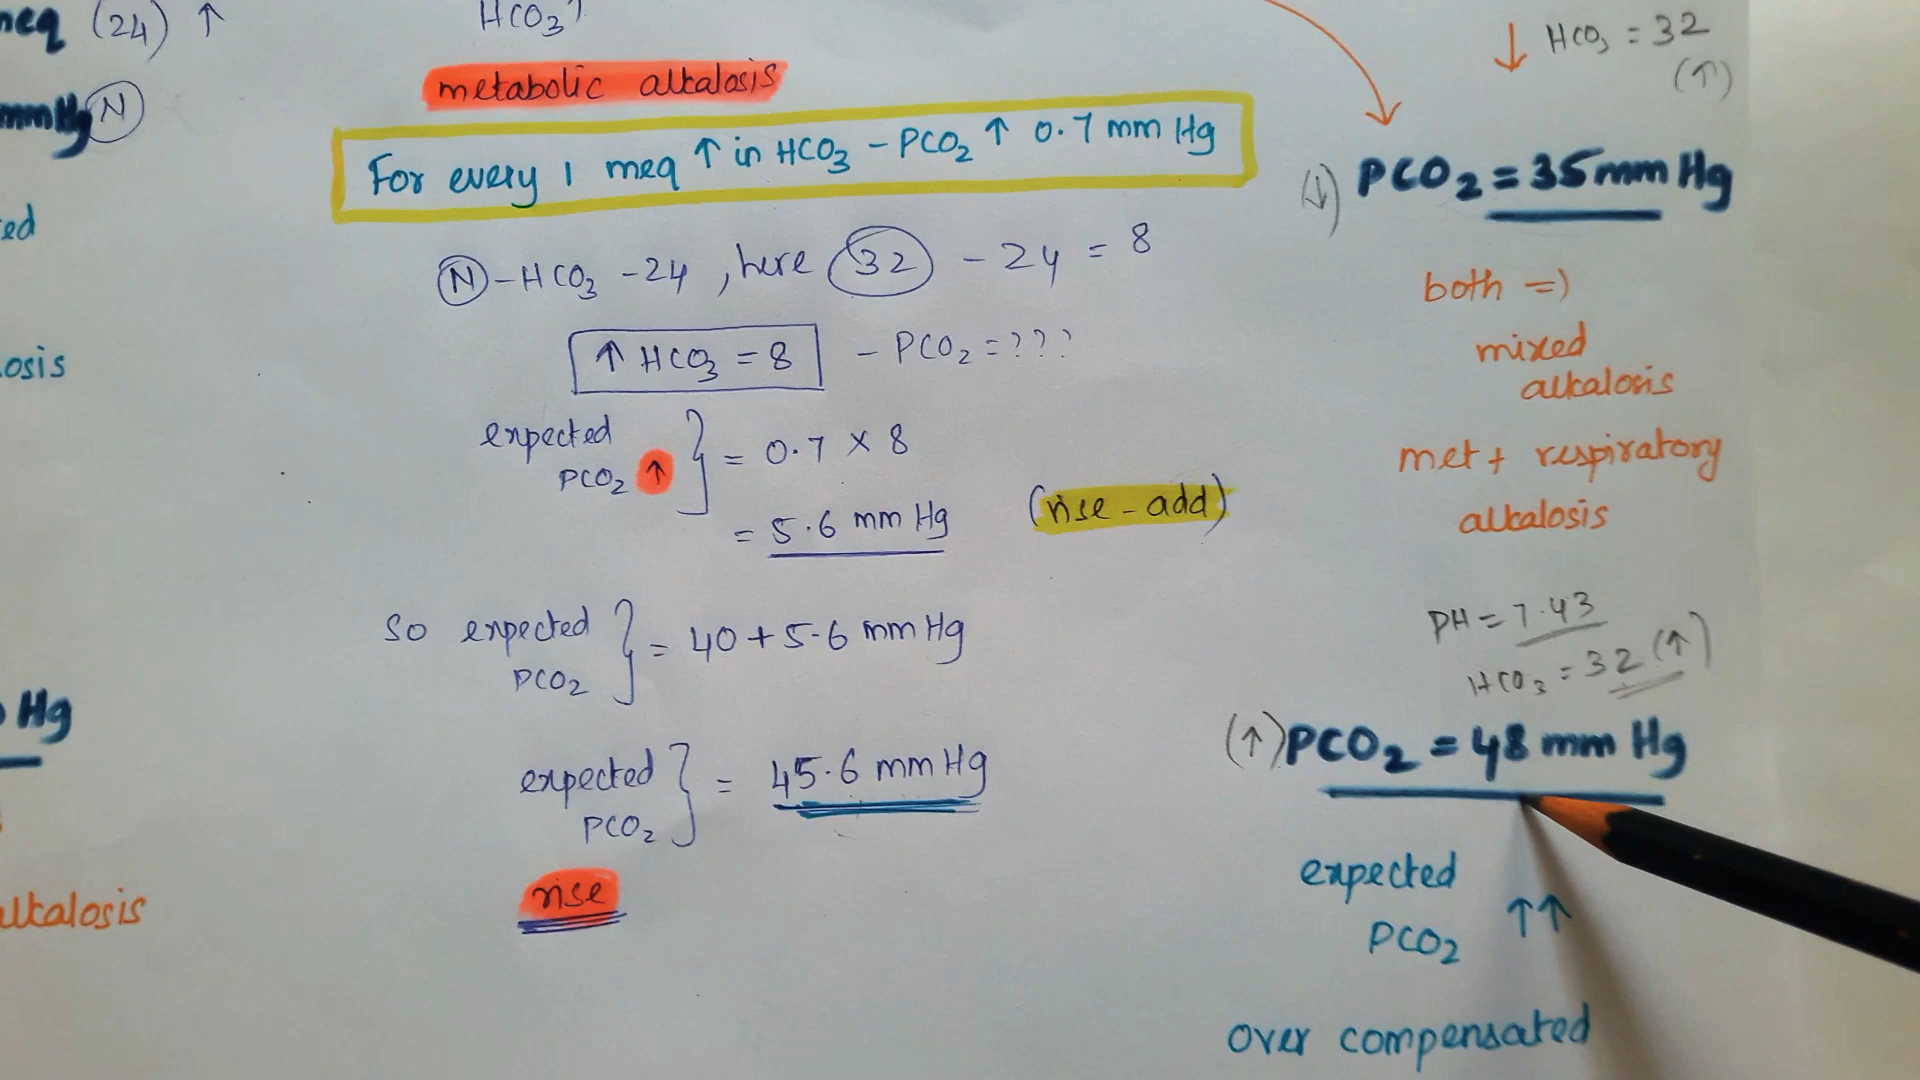 meq (24) ↑
HCO3↑
metabolic alkalosis
mmHg (N)
For every 1 meq ↑ in HCO3 - PCO2 ↑ 0.7 mm Hg
ed
(N) - HCO3 - 24 , here (32) - 24 = 8
osis
↑ HCO3 = 8 - PCO2 = ???
expected
PCO2 ↑ } = 0.7 x 8
= 5.6 mm Hg (rise - add)
so expected
PCO2 } = 40 + 5.6 mm Hg
Hg
expected
PCO2 } = 45.6 mm Hg
rise
alkalosis
↓ HCO3 = 32
(↑)
(↓) PCO2 = 35 mm Hg
both =)
mixed
alkalosis
met + respiratory
alkalosis
PH = 7.43
HCO3 = 32 (↑)
(↑) PCO2 = 48 mm Hg
expected
PCO2 ↑↑
over compensated